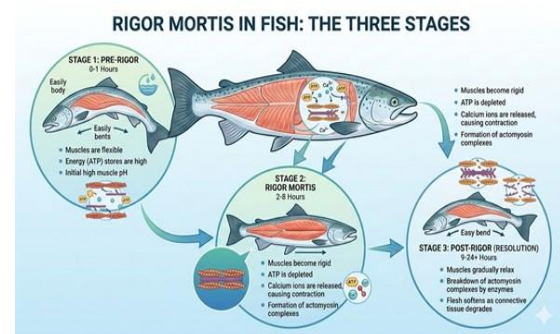 RIGOR MORTIS IN FISH: THE THREE STAGES
STAGE 1: PRE-RIGOR
0-1 Hours
Easily
body
Easily
bents
• Muscles are flexible
• Energy (ATP) stores are high
• Initial high muscle pH
• Muscles become rigid
• ATP is depleted
• Calcium ions are released,
causing contraction
• Formation of actomyosin
complexes
STAGE 2:
RIGOR MORTIS
2-8 Hours
• Muscles become rigid
• ATP is depleted
• Calcium ions are released,
causing contraction
• Formation of actomyosin
complexes
Easy bend
STAGE 3: POST-RIGOR (RESOLUTION)
9-24+ Hours
• Muscles gradually relax
• Breakdown of actomyosin
complexes by enzymes
• Flesh softens as connective
tissue degrades